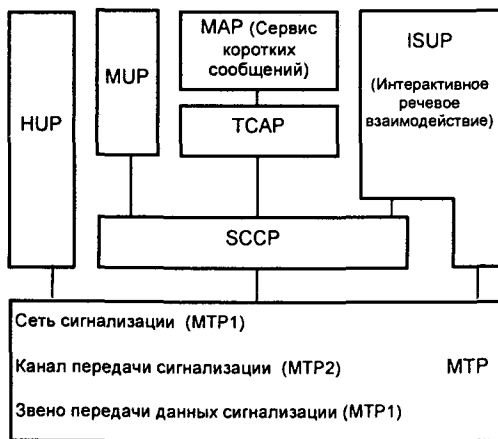 MAP (Сервис
коротких
сообщений)
ISUP
(Интерактивное
речевое
взаимодействие)
MUP
HUP
TCAP
SCCP
Сеть сигнализации (MTP1)
Канал передачи сигнализации (MTP2) MTP
Звено передачи данных сигнализации (MTP1)